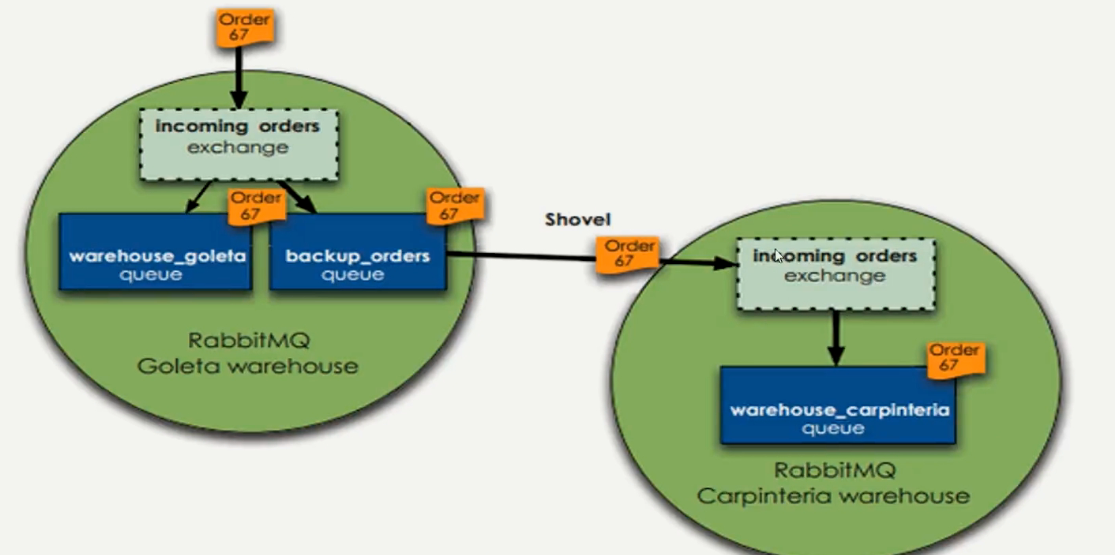 Order
67
incoming orders
exchange
Order
67
Order
67
warehouse_goleta
queue
backup_orders
queue
Shovel
Order
67
incoming orders
exchange
RabbitMQ
Goleta warehouse
Order
67
warehouse_carpinteria
queue
RabbitMQ
Carpinteria warehouse